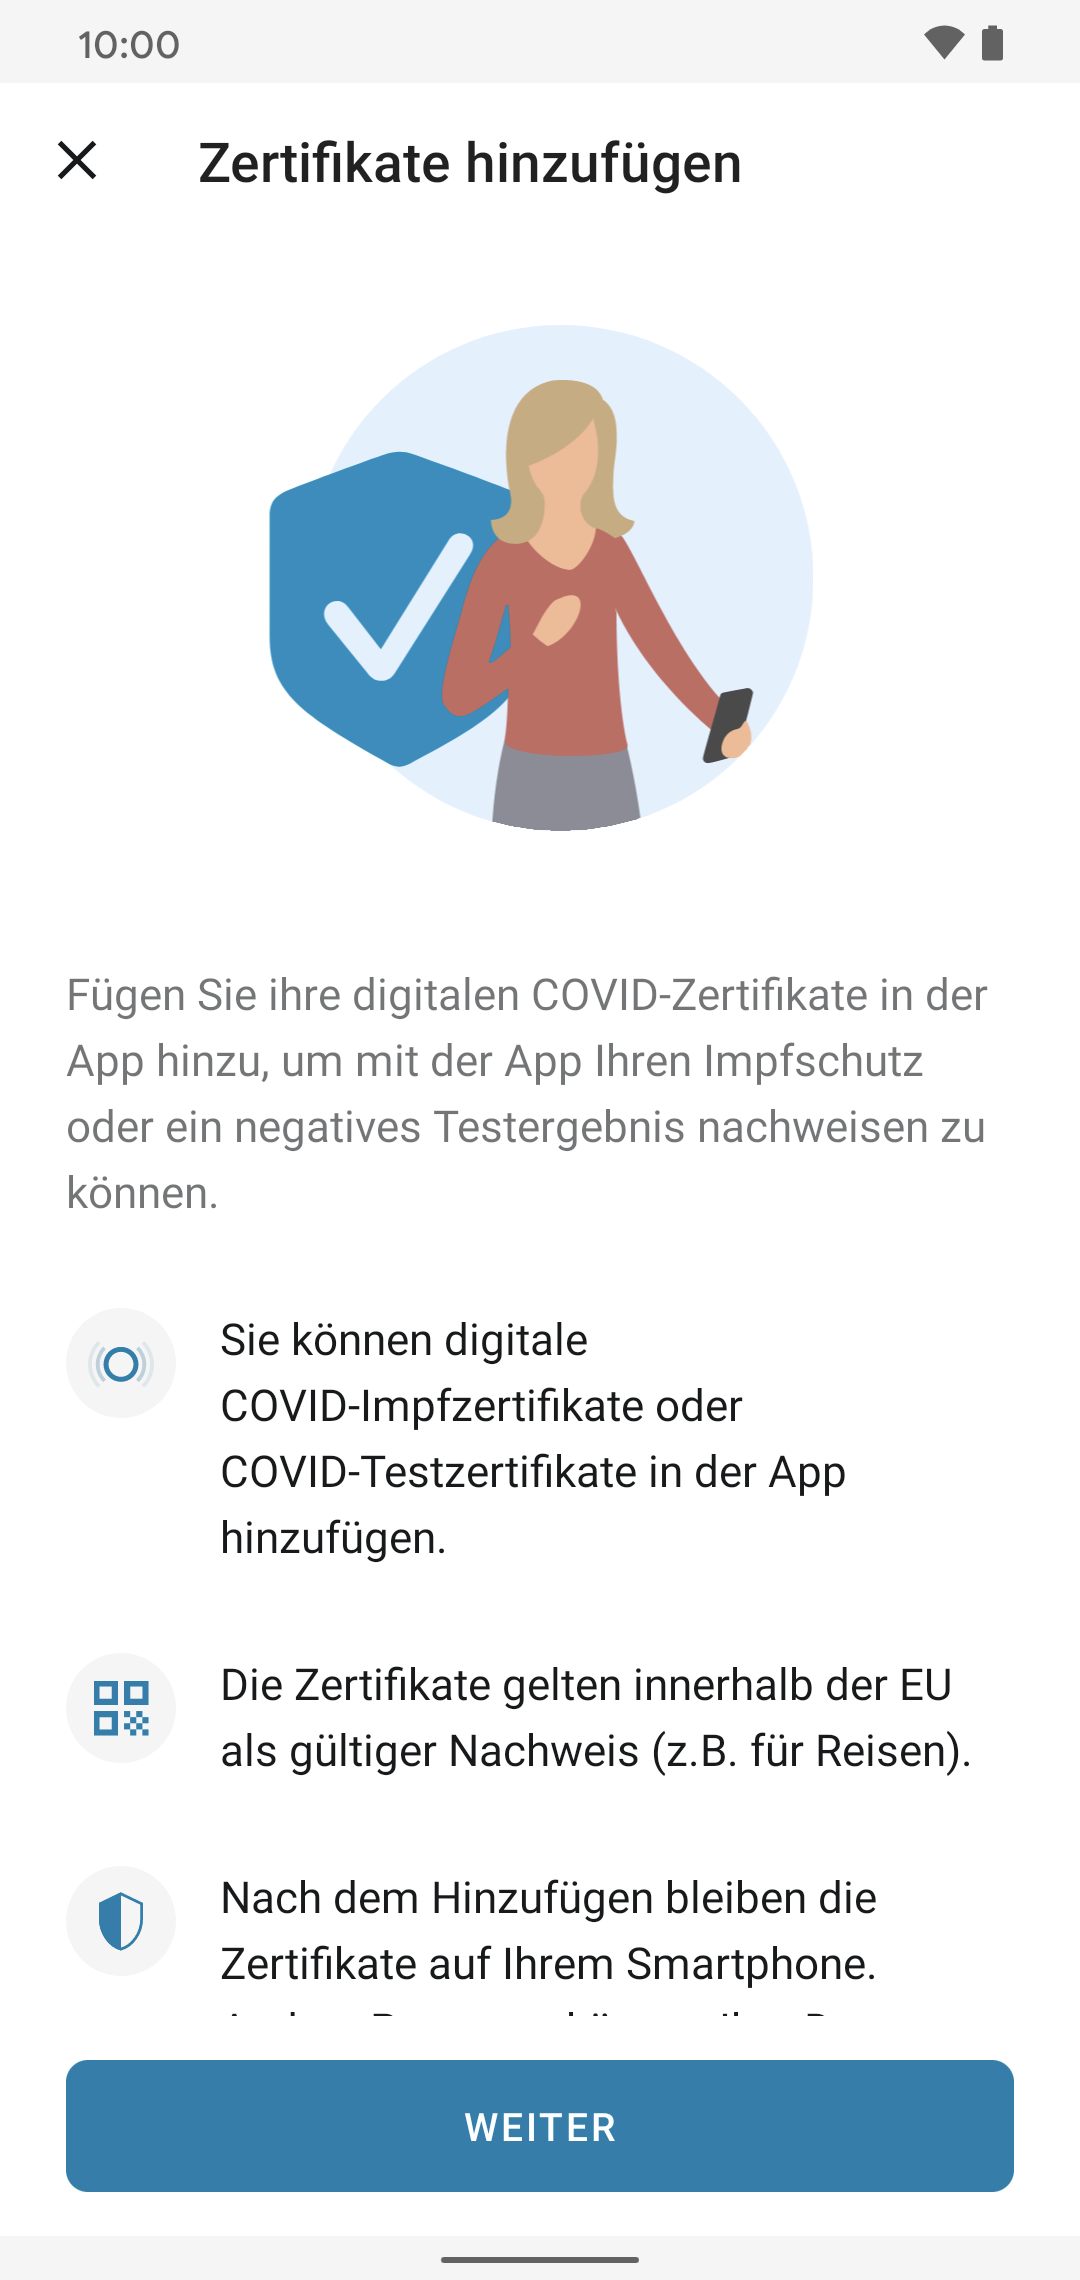 10:00
Zertifikate hinzufügen
Fügen Sie ihre digitalen COVID-Zertifikate in der
App hinzu, um mit der App Ihren Impfschutz
oder ein negatives Testergebnis nachweisen zu
können.
Sie können digitale
COVID-Impfzertifikate oder
COVID-Testzertifikate in der App
hinzufügen.
Die Zertifikate gelten innerhalb der EU
als gültiger Nachweis (z.B. für Reisen).
Nach dem Hinzufügen bleiben die
Zertifikate auf Ihrem Smartphone.
WEITER